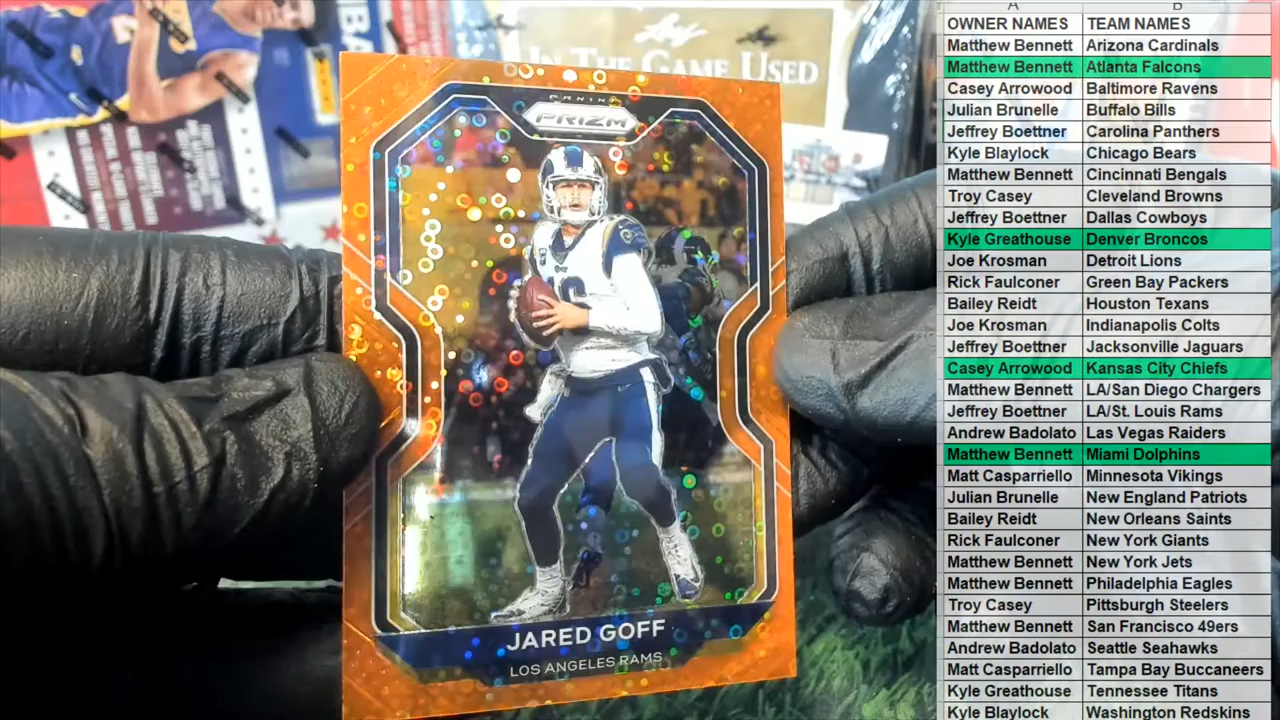 Leaf
IN THE GAME USED
PANINI
PRIZM
JARED GOFF
LOS ANGELES RAMS
A B
OWNER NAMES TEAM NAMES
Matthew Bennett Arizona Cardinals
Matthew Bennett Atlanta Falcons
Casey Arrowood Baltimore Ravens
Julian Brunelle Buffalo Bills
Jeffrey Boettner Carolina Panthers
Kyle Blaylock Chicago Bears
Matthew Bennett Cincinnati Bengals
Troy Casey Cleveland Browns
Jeffrey Boettner Dallas Cowboys
Kyle Greathouse Denver Broncos
Joe Krosman Detroit Lions
Rick Faulconer Green Bay Packers
Bailey Reidt Houston Texans
Joe Krosman Indianapolis Colts
Jeffrey Boettner Jacksonville Jaguars
Casey Arrowood Kansas City Chiefs
Matthew Bennett LA/San Diego Chargers
Jeffrey Boettner LA/St. Louis Rams
Andrew Badolato Las Vegas Raiders
Matthew Bennett Miami Dolphins
Matt Casparriello Minnesota Vikings
Julian Brunelle New England Patriots
Bailey Reidt New Orleans Saints
Rick Faulconer New York Giants
Matthew Bennett New York Jets
Matthew Bennett Philadelphia Eagles
Troy Casey Pittsburgh Steelers
Matthew Bennett San Francisco 49ers
Andrew Badolato Seattle Seahawks
Matt Casparriello Tampa Bay Buccaneers
Kyle Greathouse Tennessee Titans
Kyle Blaylock Washington Redskins